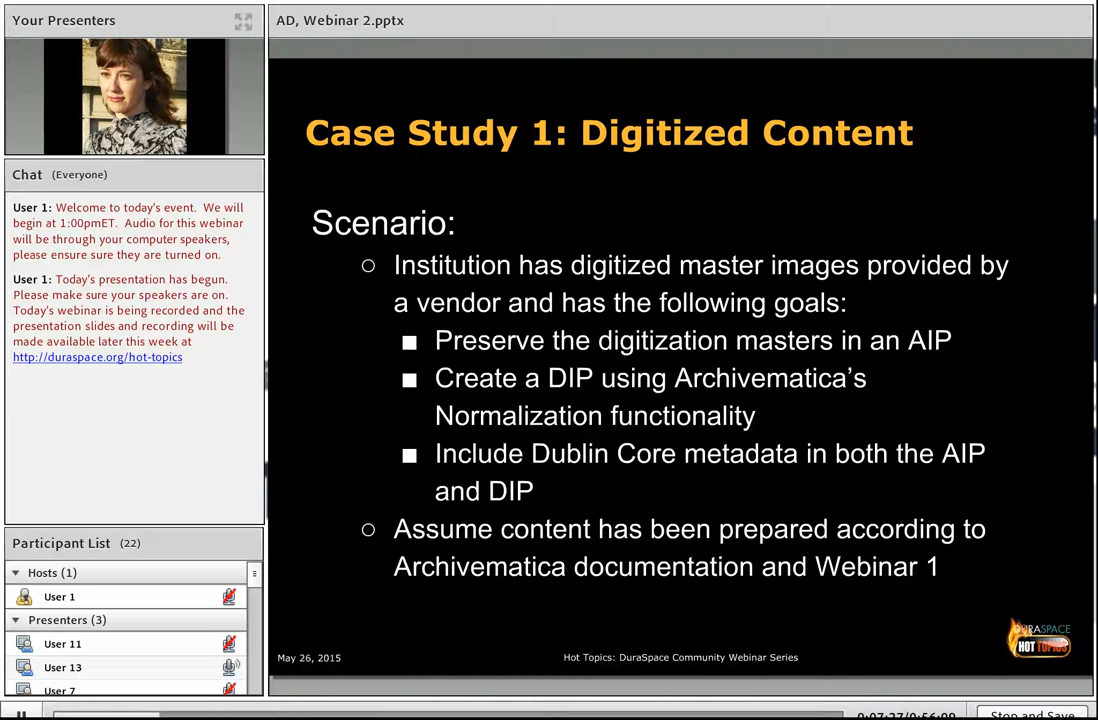 Your Presenters
AD, Webinar 2.pptx
Chat (Everyone)
User 1: Welcome to today's event. We will
begin at 1:00pmET. Audio for this webinar
will be through your computer speakers,
please ensure sure they are turned on.
User 1: Today's presentation has begun.
Please make sure your speakers are on.
Today's webinar is being recorded and the
presentation slides and recording will be
made available later this week at
http://duraspace.org/hot-topics
Participant List (22)
Hosts (1)
User 1
Presenters (3)
User 11
User 13
User 7
Case Study 1: Digitized Content
Scenario:
○ Institution has digitized master images provided by
a vendor and has the following goals:
■ Preserve the digitization masters in an AIP
■ Create a DIP using Archivematica's
Normalization functionality
■ Include Dublin Core metadata in both the AIP
and DIP
○ Assume content has been prepared according to
Archivematica documentation and Webinar 1
DURASPACE
HOT TOPICS
May 26, 2015
Hot Topics: DuraSpace Community Webinar Series
0:07:27/0:56:09
Stop and Save